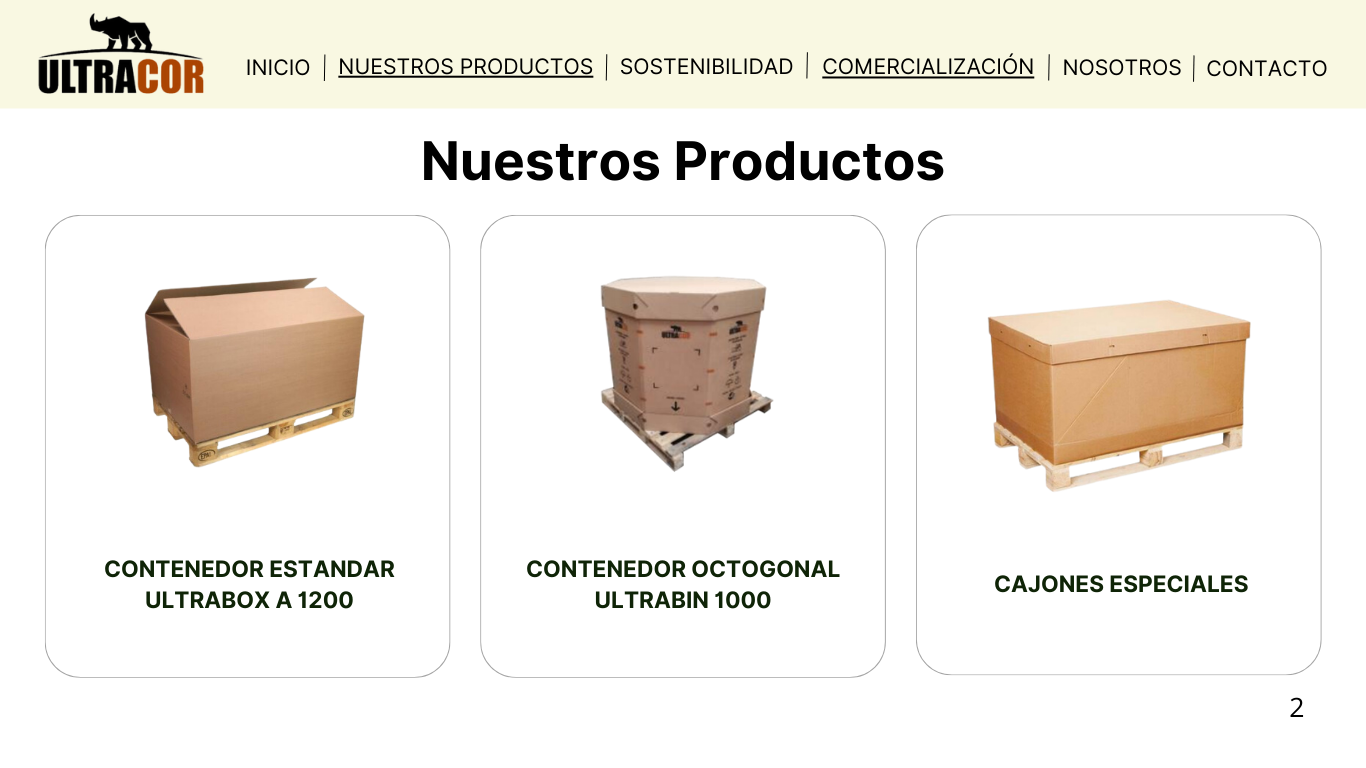 ULTRACOR
INICIO
NUESTROS PRODUCTOS
SOSTENIBILIDAD
COMERCIALIZACIÓN
NOSOTROS
CONTACTO
Nuestros Productos
ULTRACOR
CONTENEDOR ESTANDAR
ULTRABOX A 1200
CONTENEDOR OCTOGONAL
ULTRABIN 1000
CAJONES ESPECIALES
2